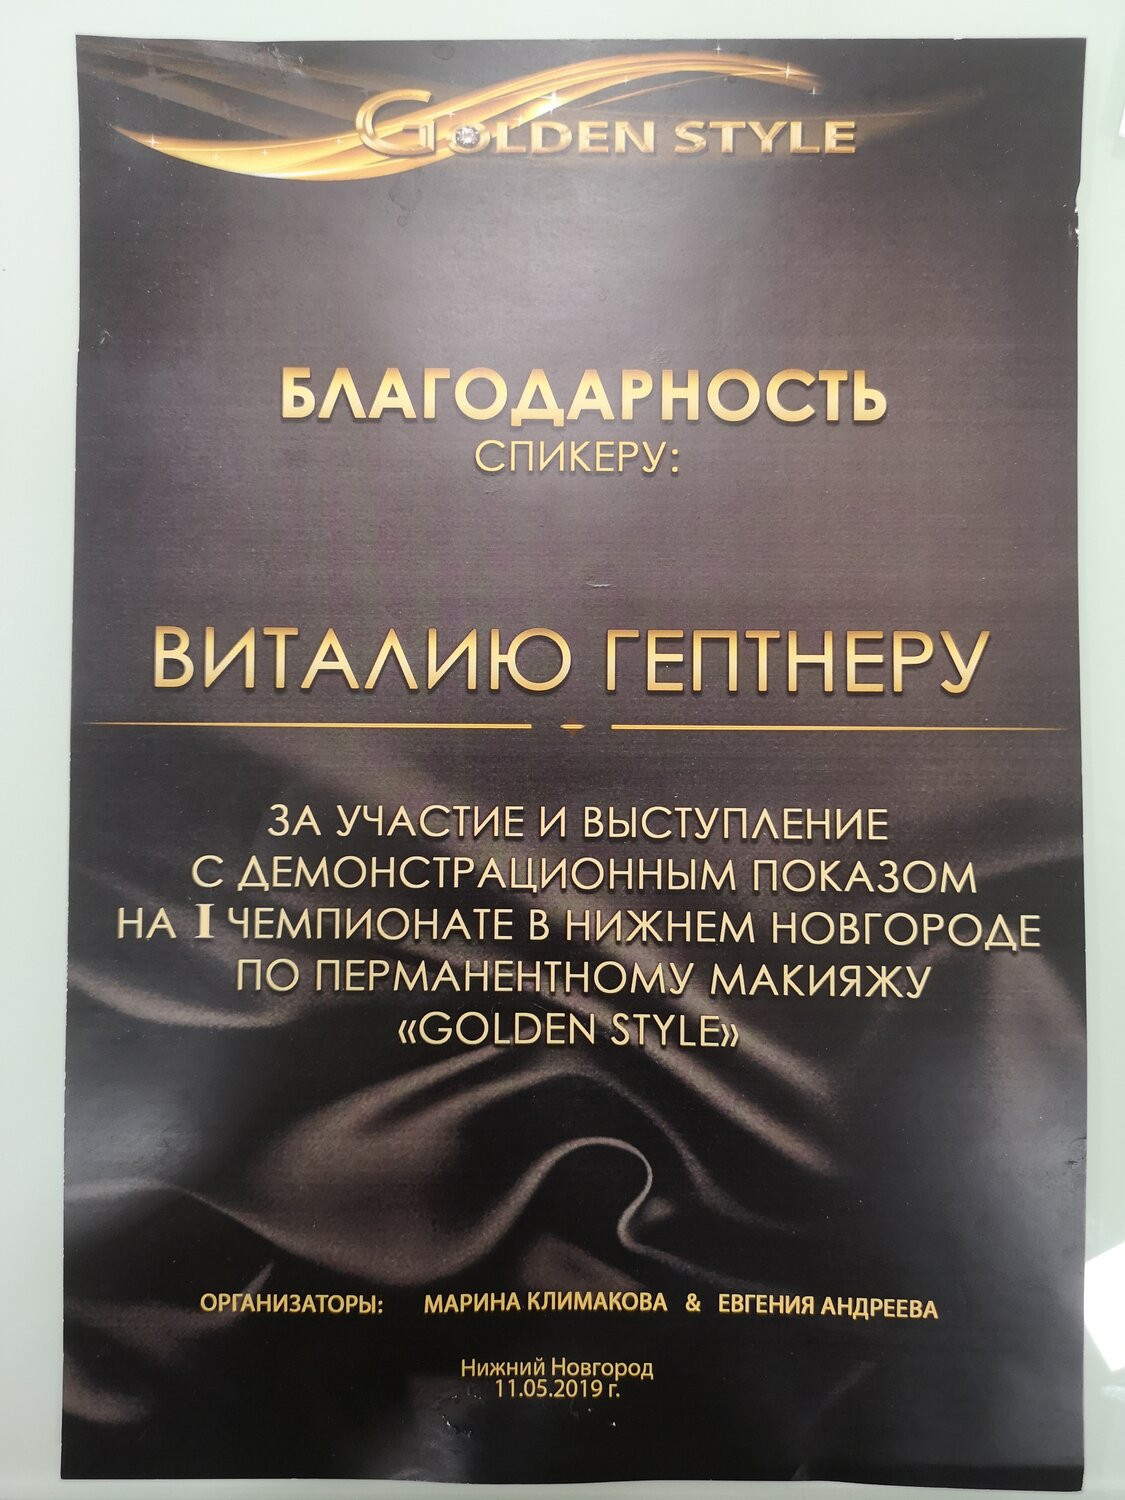 GOLDEN STYLE
БЛАГОДАРНОСТЬ
СПИКЕРУ:
ВИТАЛИЮ ГЕПТНЕРУ
ЗА УЧАСТИЕ И ВЫСТУПЛЕНИЕ
С ДЕМОНСТРАЦИОННЫМ ПОКАЗОМ
НА I ЧЕМПИОНАТЕ В НИЖНЕМ НОВГОРОДЕ
ПО ПЕРМАНЕНТНОМУ МАКИЯЖУ
«GOLDEN STYLE»
ОРГАНИЗАТОРЫ: МАРИНА КЛИМАКОВА & ЕВГЕНИЯ АНДРЕЕВА
Нижний Новгород
11.05.2019 г.